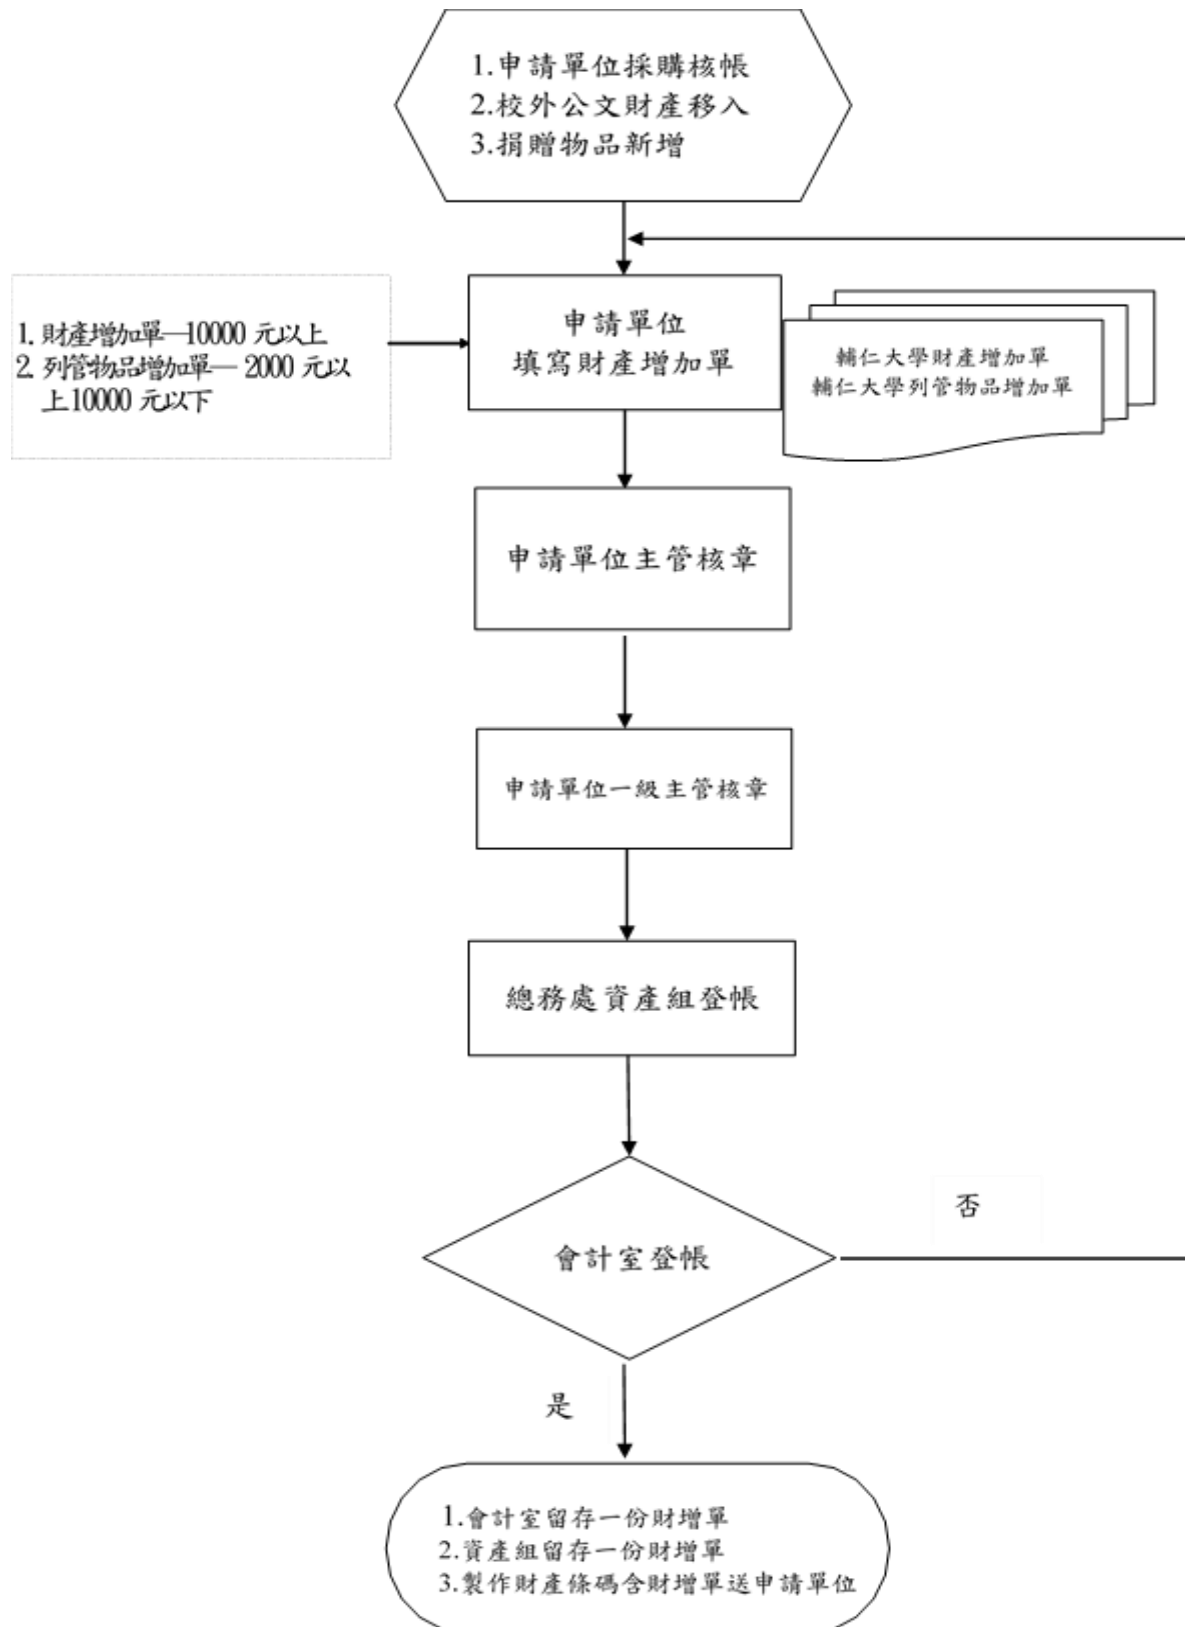 1.申請單位採購核帳
2.校外公文財產移入
3.捐贈物品新增
1. 財產增加單—10000 元以上
2. 列管物品增加單— 2000 元以
上10000 元以下
申請單位
填寫財產增加單
輔仁大學財產增加單
輔仁大學列管物品增加單
申請單位主管核章
申請單位一級主管核章
總務處資產組登帳
會計室登帳
否
是
1.會計室留存一份財增單
2.資產組留存一份財增單
3.製作財產條碼含財增單送申請單位